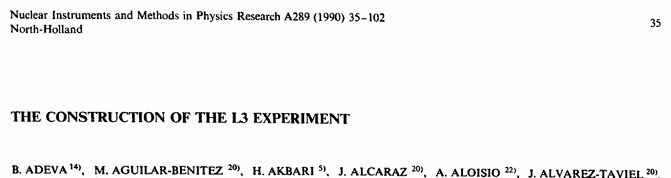 Nuclear Instruments and Methods in Physics Research A289 (1990) 35–102
North-Holland
35
THE CONSTRUCTION OF THE L3 EXPERIMENT
B. ADEVA 14), M. AGUILAR-BENITEZ 20), H. AKBARI 5), J. ALCARAZ 20), A. ALOISIO 22), J. ALVAREZ-TAVIEL 20),